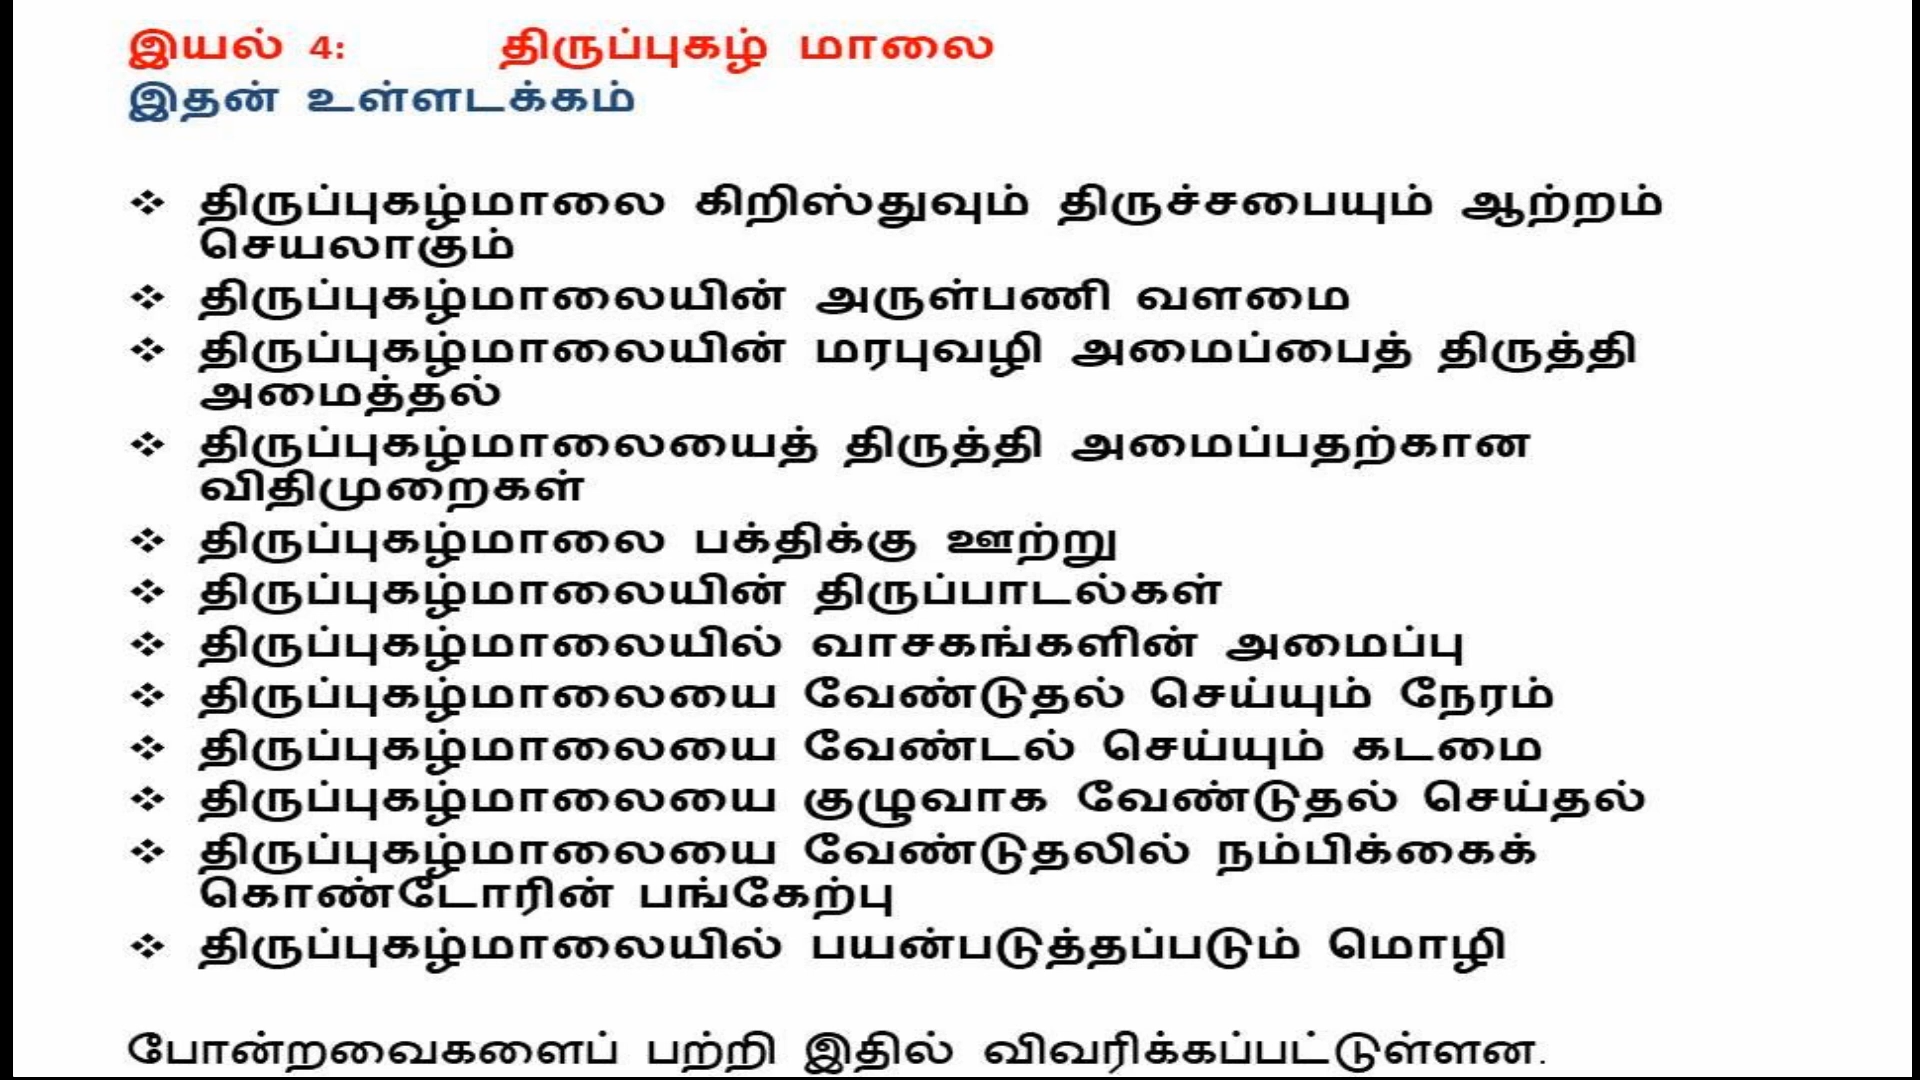 இயல் 4: திருப்புகழ் மாலை
இதன் உள்ளடக்கம்
❖ திருப்புகழ்மாலை கிறிஸ்துவும் திருச்சபையும் ஆற்றம்
செயலாகும்
❖ திருப்புகழ்மாலையின் அருள்பணி வளமை
❖ திருப்புகழ்மாலையின் மரபுவழி அமைப்பைத் திருத்தி
அமைத்தல்
❖ திருப்புகழ்மாலையைத் திருத்தி அமைப்பதற்கான
விதிமுறைகள்
❖ திருப்புகழ்மாலை பக்திக்கு ஊற்று
❖ திருப்புகழ்மாலையின் திருப்பாடல்கள்
❖ திருப்புகழ்மாலையில் வாசகங்களின் அமைப்பு
❖ திருப்புகழ்மாலையை வேண்டுதல் செய்யும் நேரம்
❖ திருப்புகழ்மாலையை வேண்டல் செய்யும் கடமை
❖ திருப்புகழ்மாலையை குழுவாக வேண்டுதல் செய்தல்
❖ திருப்புகழ்மாலையை வேண்டுதலில் நம்பிக்கைக்
கொண்டோரின் பங்கேற்பு
❖ திருப்புகழ்மாலையில் பயன்படுத்தப்படும் மொழி
போன்றவைகளைப் பற்றி இதில் விவரிக்கப்பட்டுள்ளன.